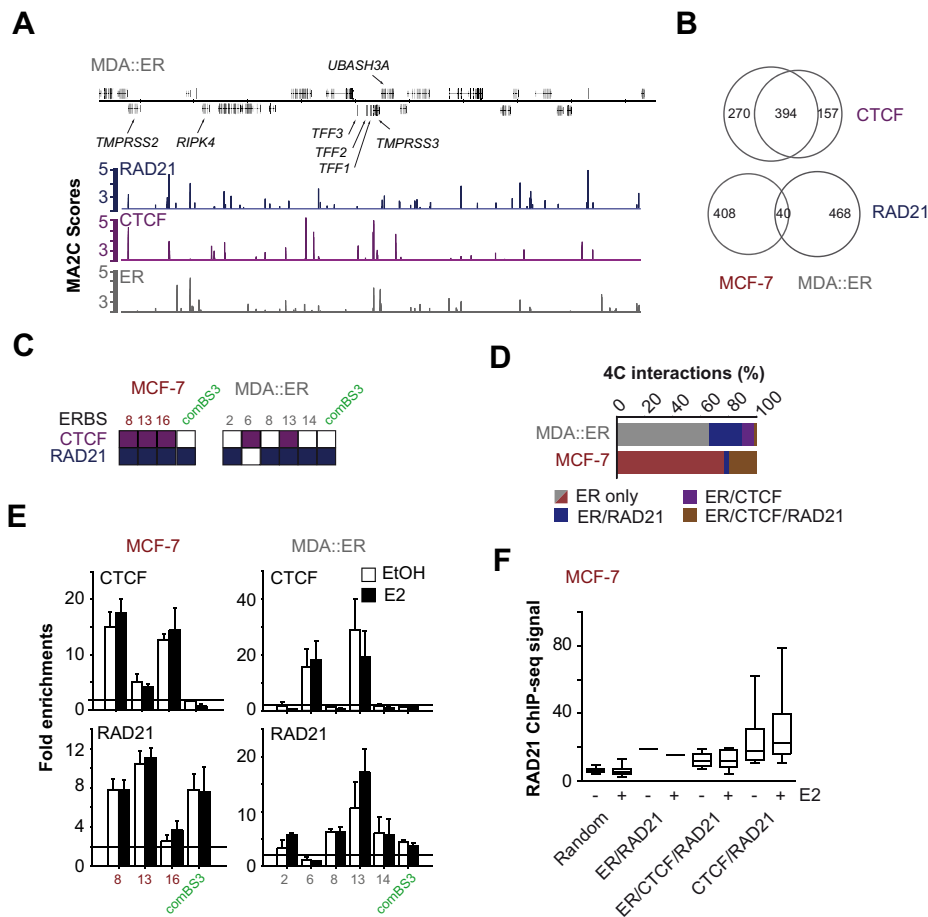 A
MDA::ER
UBASH3A
TMPRSS2
RIPK4
TFF3
TFF2
TFF1
TMPRSS3
MA2C Scores
5
3
RAD21
5
3
CTCF
5
3
ER
B
270
394
157
CTCF
408
40
468
RAD21
MCF-7
MDA::ER
C
MCF-7
comBS3
MDA::ER
comBS3
ERBS
8 13 16
2 6 8 13 14
CTCF
RAD21
D
4C interactions (%)
0 20 40 60 80 100
MDA::ER
MCF-7
ER only
ER/CTCF
ER/RAD21
ER/CTCF/RAD21
E
MCF-7
MDA::ER
Fold enrichments
CTCF
20
10
0
CTCF
40
20
0
EtOH
E2
RAD21
12
8
4
0
8 13 16 comBS3
RAD21
20
10
0
2 6 8 13 14 comBS3
F
MCF-7
RAD21 ChIP-seq signal
80
40
0
- + - + - + - + E2
Random
ER/RAD21
ER/CTCF/RAD21
CTCF/RAD21